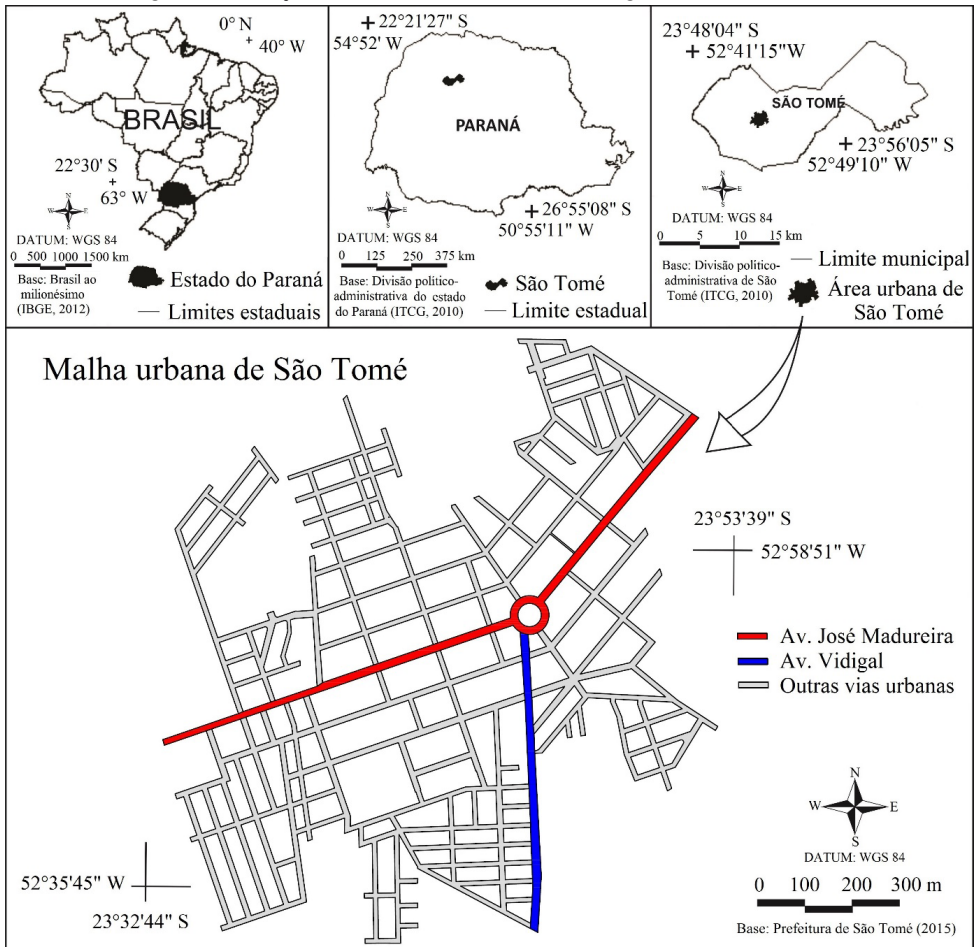 0° N
40° W
BRASIL
22°30' S
63° W
N
W E
S
DATUM: WGS 84
0 500 1000 1500 km
Base: Brasil ao
milionésimo
(IBGE, 2012)
Estado do Paraná
Limites estaduais
22°21'27" S
54°52' W
PARANÁ
26°55'08" S
50°55'11" W
N
W E
S
DATUM: WGS 84
0 125 250 375 km
Base: Divisão político-
administrativa do estado
do Paraná (ITCG, 2010)
São Tomé
Limite estadual
23°48'04" S
52°41'15"W
SÃO TOMÉ
23°56'05" S
52°49'10" W
N
W E
S
DATUM: WGS 84
0 5 10 15 km
Base: Divisão político-
administrativa de São
Tomé (ITCG, 2010)
Limite municipal
Área urbana de
São Tomé
Malha urbana de São Tomé
23°53'39" S
52°58'51" W
Av. José Madureira
Av. Vidigal
Outras vias urbanas
52°35'45" W
23°32'44" S
N
W E
S
DATUM: WGS 84
0 100 200 300 m
Base: Prefeitura de São Tomé (2015)